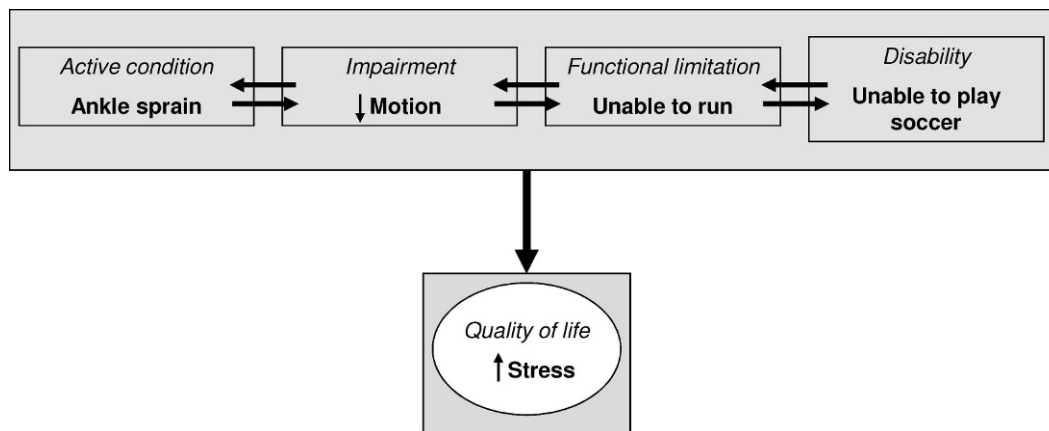 Active condition
Ankle sprain
Impairment
↓ Motion
Functional limitation
Unable to run
Disability
Unable to play
soccer
Quality of life
↑ Stress